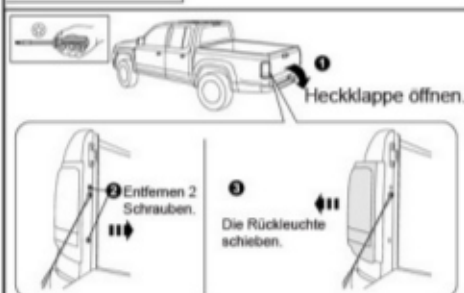 ❶
Heckklappe öffnen.
❷ Entfernen 2
Schrauben.
❸
Die Rückleuchte
schieben.